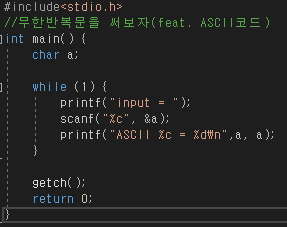 #include<stdio.h>
//무한반복문을 써보자(feat. ASCII코드)
int main() {
char a;
while (1) {
printf("input = ");
scanf("%c", &a);
printf("ASCII %c = %d₩n",a, a);
}
getch();
return 0;
}